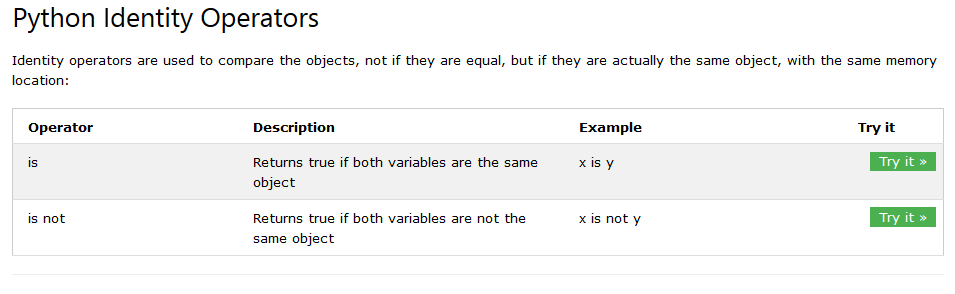 Python Identity Operators
Identity operators are used to compare the objects, not if they are equal, but if they are actually the same object, with the same memory
location:
Operator Description Example Try it
is Returns true if both variables are the same x is y Try it »
object
is not Returns true if both variables are not the x is not y Try it »
same object